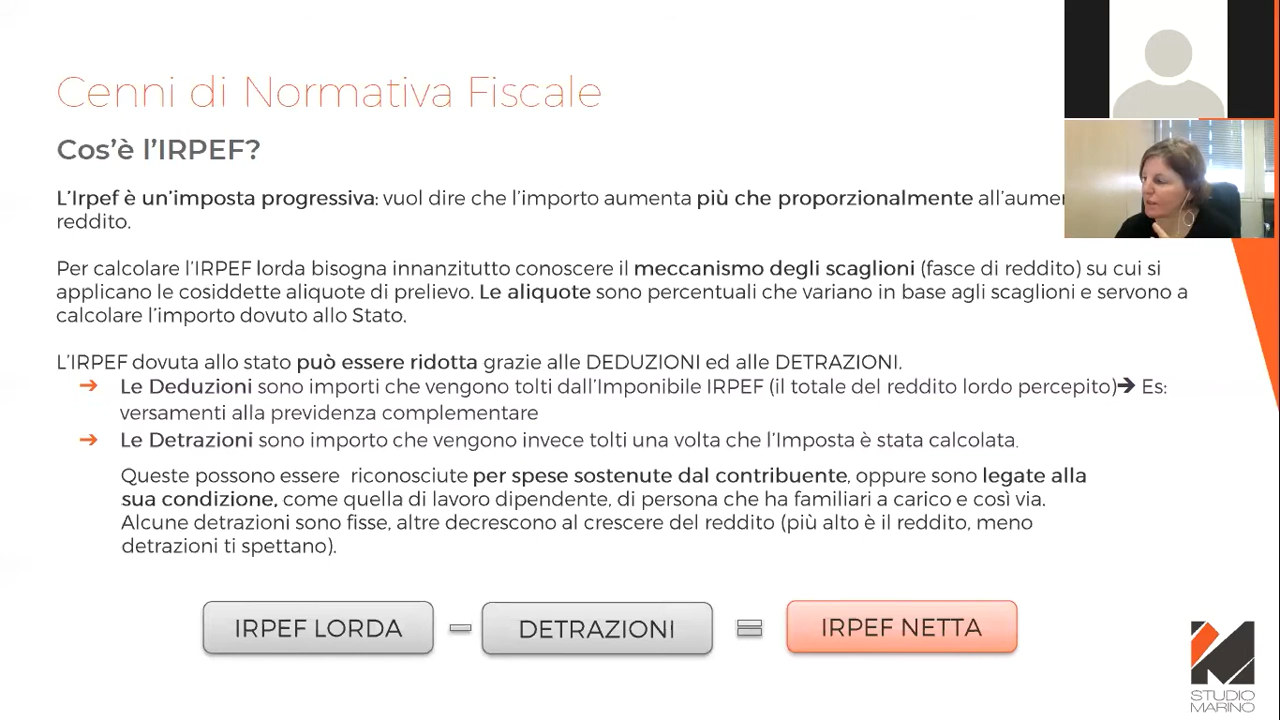 Cenni di Normativa Fiscale
Cos'è l'IRPEF?
L'Irpef è un'imposta progressiva: vuol dire che l'importo aumenta più che proporzionalmente all'aumen
reddito.
Per calcolare l'IRPEF lorda bisogna innanzitutto conoscere il meccanismo degli scaglioni (fasce di reddito) su cui si
applicano le cosiddette aliquote di prelievo. Le aliquote sono percentuali che variano in base agli scaglioni e servono a
calcolare l'importo dovuto allo Stato.
L'IRPEF dovuta allo stato può essere ridotta grazie alle DEDUZIONI ed alle DETRAZIONI.
➔ Le Deduzioni sono importi che vengono tolti dall'Imponibile IRPEF (il totale del reddito lordo percepito)➔ Es:
versamenti alla previdenza complementare
➔ Le Detrazioni sono importo che vengono invece tolti una volta che l'Imposta è stata calcolata.
Queste possono essere riconosciute per spese sostenute dal contribuente, oppure sono legate alla
sua condizione, come quella di lavoro dipendente, di persona che ha familiari a carico e così via.
Alcune detrazioni sono fisse, altre decrescono al crescere del reddito (più alto è il reddito, meno
detrazioni ti spettano).
IRPEF LORDA − DETRAZIONI = IRPEF NETTA
STUDIO
MARINO